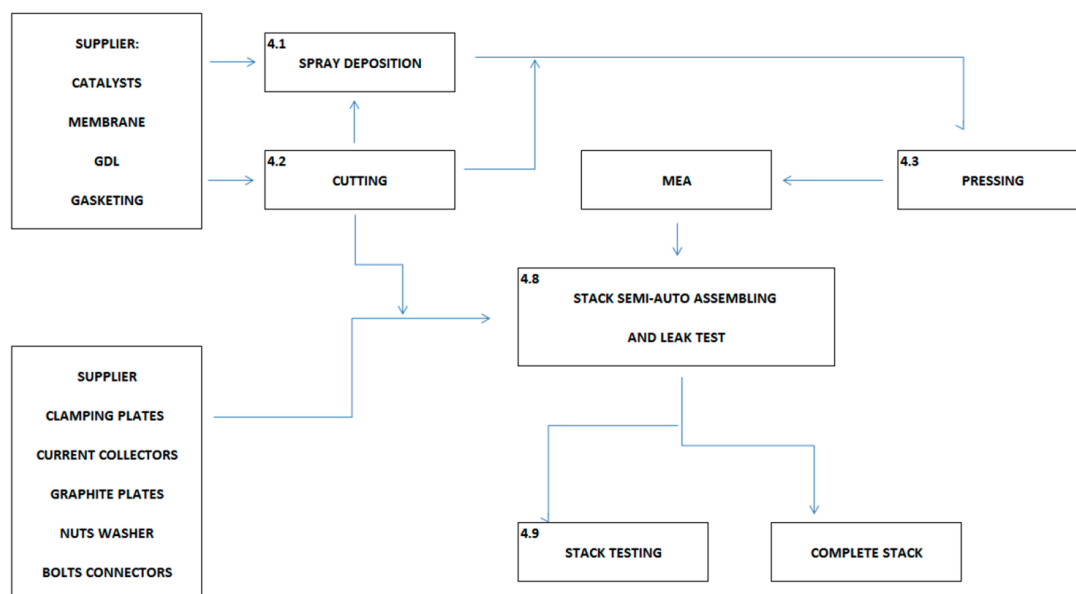 SUPPLIER:
CATALYSTS
MEMBRANE
GDL
GASKETING
4.1
SPRAY DEPOSITION
4.2
CUTTING
MEA
4.3
PRESSING
4.8
STACK SEMI-AUTO ASSEMBLING
AND LEAK TEST
SUPPLIER
CLAMPING PLATES
CURRENT COLLECTORS
GRAPHITE PLATES
NUTS WASHER
BOLTS CONNECTORS
4.9
STACK TESTING
COMPLETE STACK